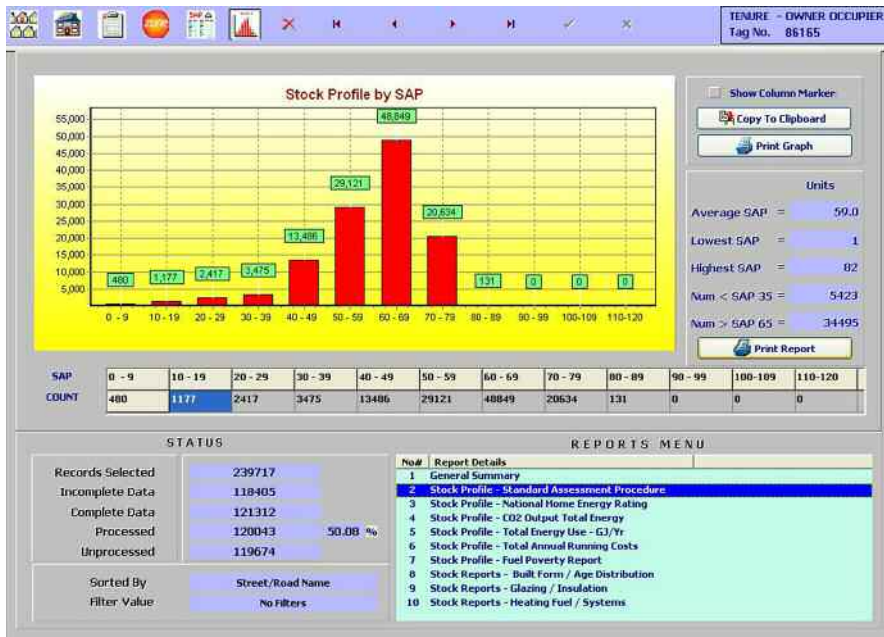 TENURE - OWNER OCCUPIER
Tag No. 86165
Stock Profile by SAP
55,000
50,000
45,000
40,000
35,000
30,000
25,000
20,000
15,000
10,000
5,000
480
1,177
2,417
3,475
13,486
29,121
48,849
20,634
131
0
0
0
0 - 9 10 - 19 20 - 29 30 - 39 40 - 49 50 - 59 60 - 69 70 - 79 80 - 89 90 - 99 100-109 110-120
Show Column Marker
Copy To Clipboard
Print Graph
Units
Average SAP = 59.0
Lowest SAP = 1
Highest SAP = 82
Num < SAP 35 = 5423
Num > SAP 65 = 34495
Print Report
SAP 0 - 9 10 - 19 20 - 29 30 - 39 40 - 49 50 - 59 60 - 69 70 - 79 80 - 89 90 - 99 100-109 110-120
COUNT 480 1177 2417 3475 13486 29121 48849 20634 131 0 0 0
STATUS
Records Selected 239717
Incomplete Data 118405
Complete Data 121312
Processed 120043 50.08 %
Unprocessed 119674
Sorted By Street/Road Name
Filter Value No Filters
REPORTS MENU
No# Report Details
1 General Summary
2 Stock Profile - Standard Assessment Procedure
3 Stock Profile - National Home Energy Rating
4 Stock Profile - CO2 Output Total Energy
5 Stock Profile - Total Energy Use - GJ/Yr
6 Stock Profile - Total Annual Running Costs
7 Stock Profile - Fuel Poverty Report
8 Stock Reports - Built Form / Age Distribution
9 Stock Reports - Glazing / Insulation
10 Stock Reports - Heating Fuel / Systems